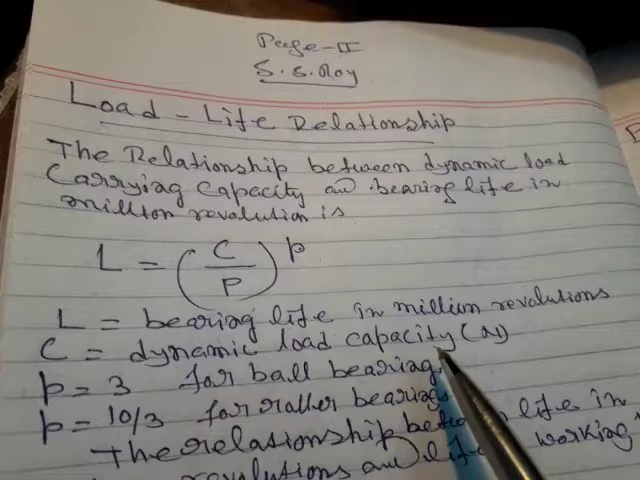 Page-II
S.S.Roy
Load - Life Relationship
The Relationship between dynamic load
Carrying Capacity and bearing life in
million revolution is
L = (C/P)^p
L = bearing life in million revolutions
C = dynamic load capacity (N)
p = 3 for ball bearing
p = 10/3 for roller bearings
The relationship life in
revolutions and life working